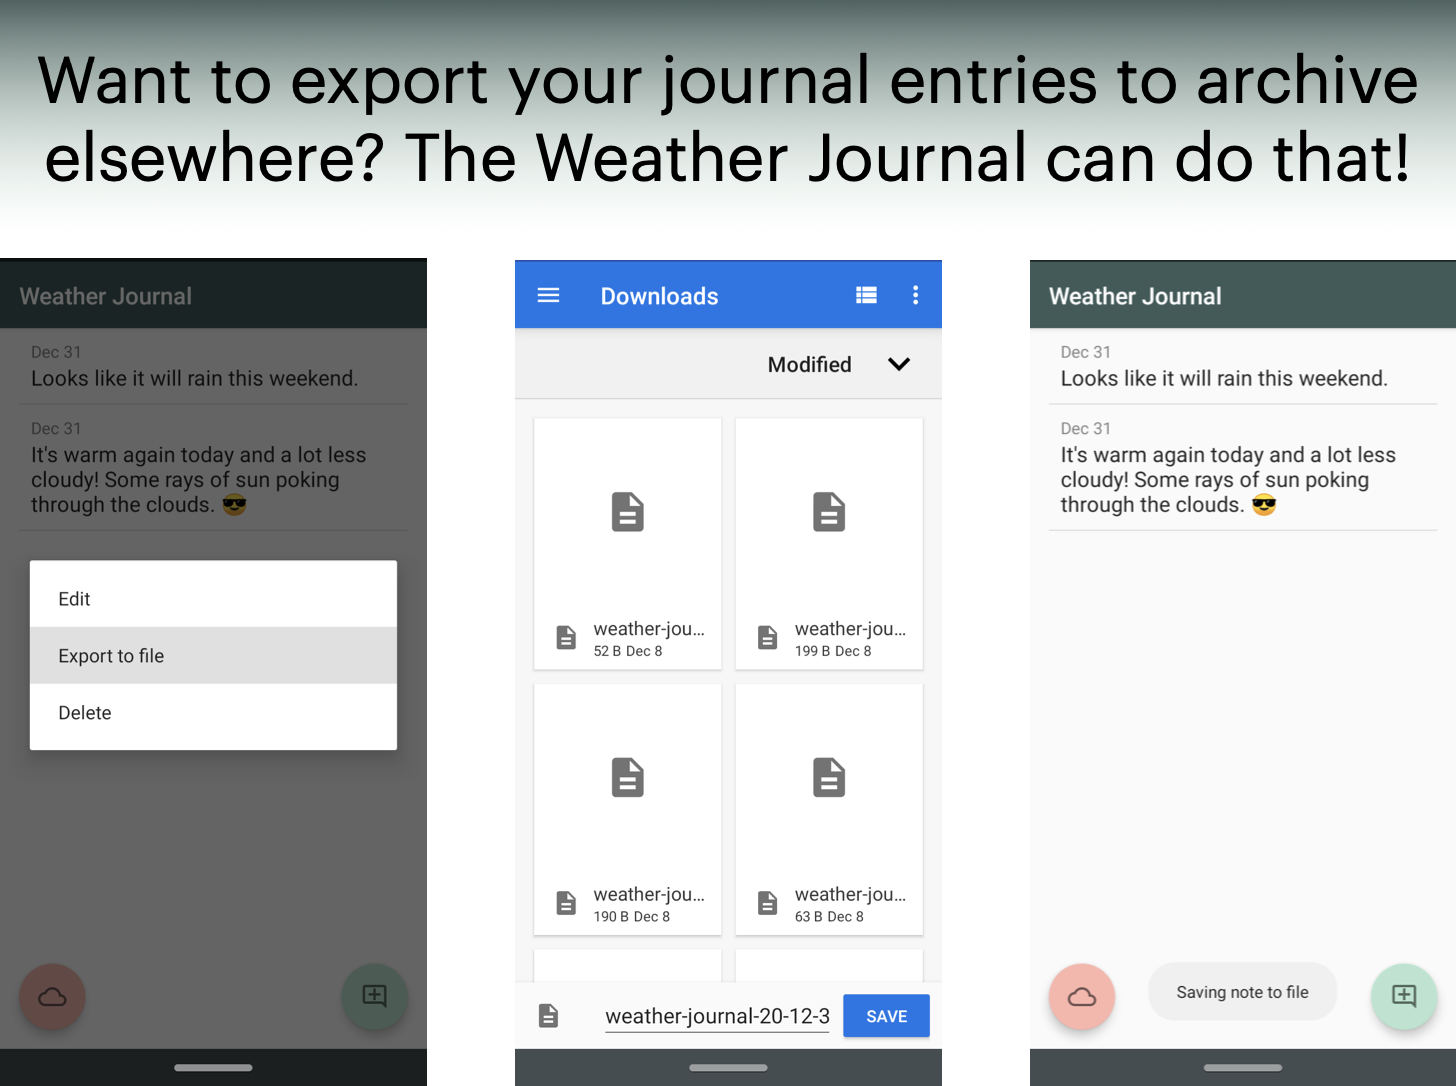 Want to export your journal entries to archive
elsewhere? The Weather Journal can do that!
Weather Journal
Dec 31
Looks like it will rain this weekend.
Dec 31
It's warm again today and a lot less
cloudy! Some rays of sun poking
through the clouds. 😎
Edit
Export to file
Delete
Downloads
Modified
weather-jou...
52 B Dec 8
weather-jou...
199 B Dec 8
weather-jou...
190 B Dec 8
weather-jou...
63 B Dec 8
weather-journal-20-12-3
SAVE
Weather Journal
Dec 31
Looks like it will rain this weekend.
Dec 31
It's warm again today and a lot less
cloudy! Some rays of sun poking
through the clouds. 😎
Saving note to file